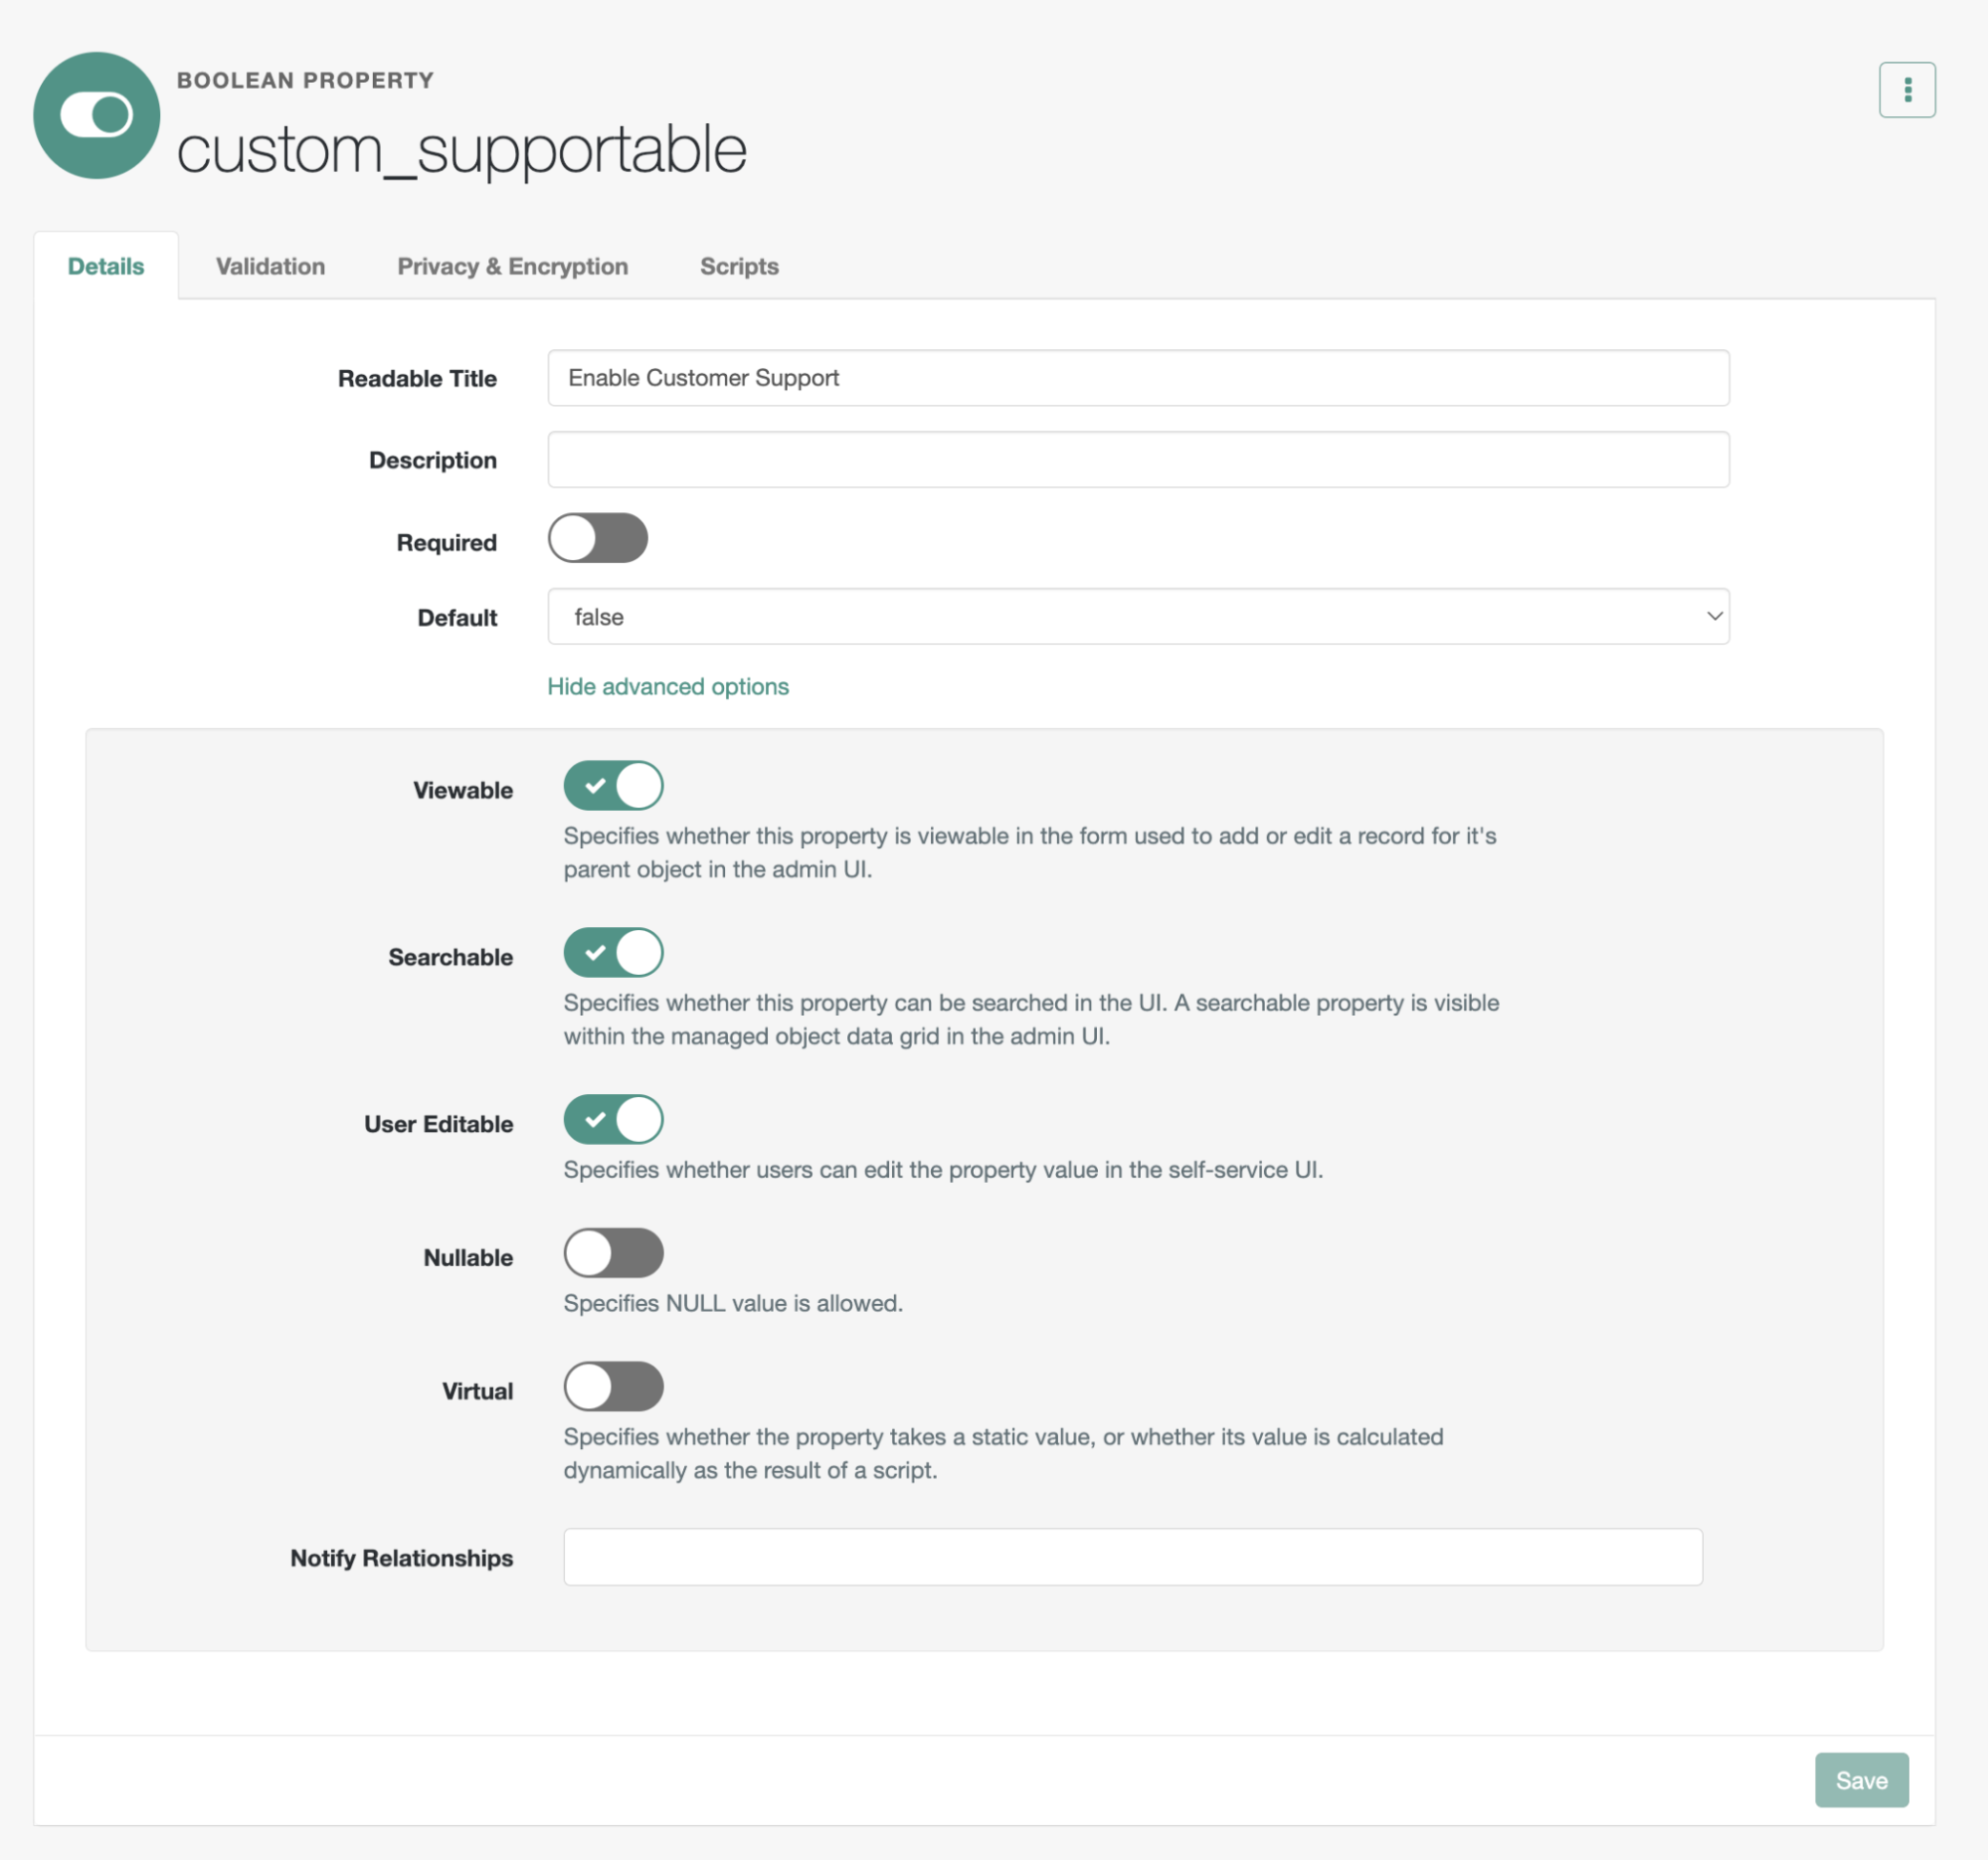 BOOLEAN PROPERTY
custom_supportable
Details
Validation
Privacy & Encryption
Scripts
Readable Title
Enable Customer Support
Description
Required
Default
false
Hide advanced options
Viewable
Specifies whether this property is viewable in the form used to add or edit a record for it's
parent object in the admin UI.
Searchable
Specifies whether this property can be searched in the UI. A searchable property is visible
within the managed object data grid in the admin UI.
User Editable
Specifies whether users can edit the property value in the self-service UI.
Nullable
Specifies NULL value is allowed.
Virtual
Specifies whether the property takes a static value, or whether its value is calculated
dynamically as the result of a script.
Notify Relationships
Save